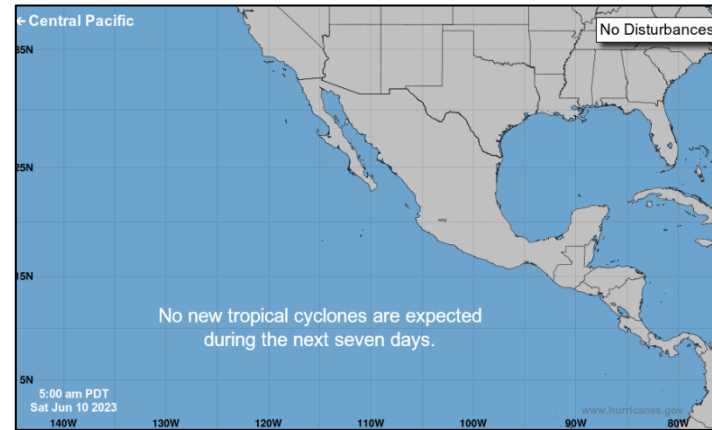 ← Central Pacific
No Disturbances
35N
25N
15N
No new tropical cyclones are expected
during the next seven days.
5N
5:00 am PDT
Sat Jun 10 2023
www.hurricanes.gov
140W 130W 120W 110W 100W 90W 80W